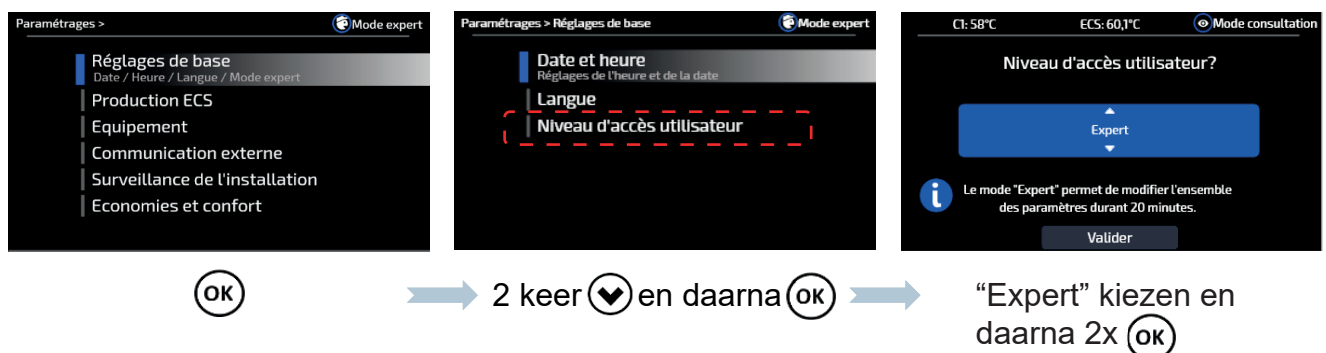 Paramétrages >
Mode expert
Réglages de base
Date / Heure / Langue / Mode expert
Production ECS
Equipement
Communication externe
Surveillance de l'installation
Economies et confort
OK
Paramétrages > Réglages de base
Mode expert
Date et heure
Réglages de l'heure et de la date
Langue
Niveau d'accès utilisateur
2 keer en daarna OK
C1: 58°C
ECS: 60,1°C
Mode consultation
Niveau d'accès utilisateur?
Expert
i
Le mode "Expert" permet de modifier l'ensemble
des paramètres durant 20 minutes.
Valider
“Expert” kiezen en
daarna 2x OK